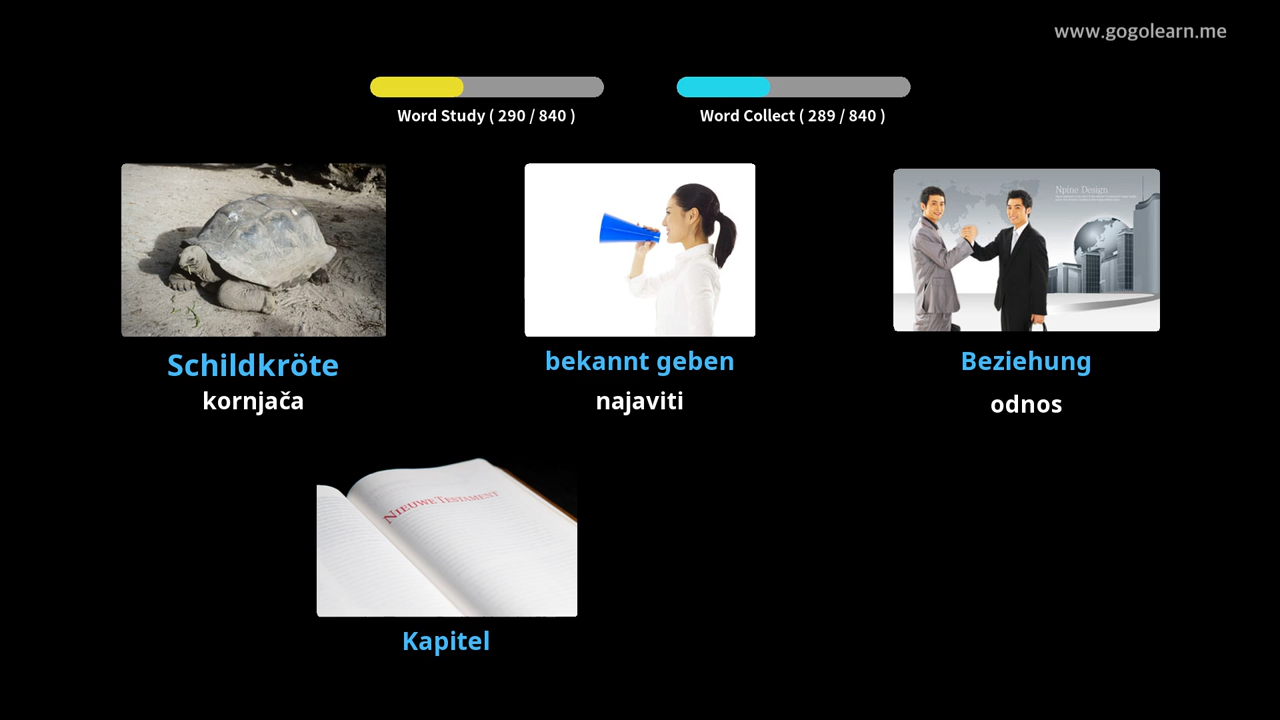 www.gogolearn.me
Word Study ( 290 / 840 )
Word Collect ( 289 / 840 )
Npine Design
Schildkröte
kornjača
bekannt geben
najaviti
Beziehung
odnos
NIEUWE TESTAMENT
Kapitel